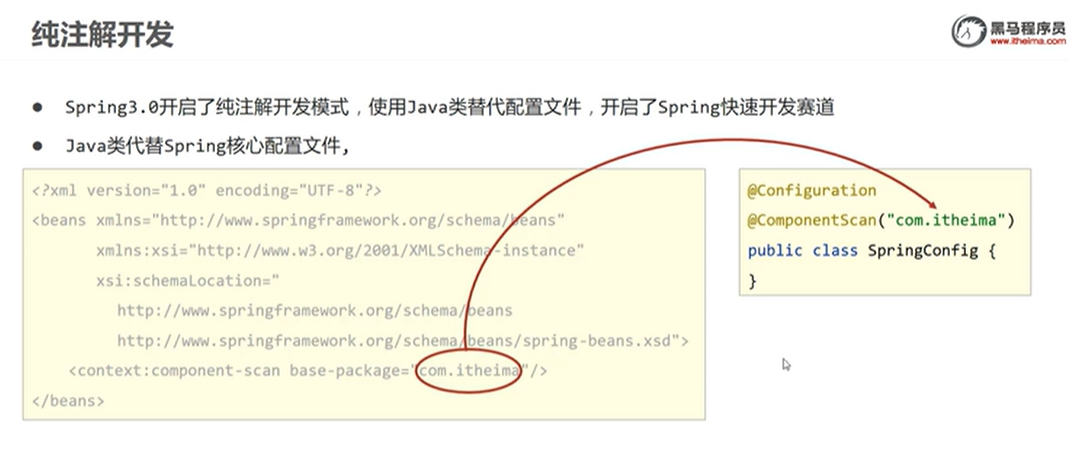 纯注解开发
黑马程序员
www.itheima.com
● Spring3.0开启了纯注解开发模式，使用Java类替代配置文件，开启了Spring快速开发赛道
● Java类代替Spring核心配置文件,
<?xml version="1.0" encoding="UTF-8"?>
<beans xmlns="http://www.springframework.org/schema/beans"
xmlns:xsi="http://www.w3.org/2001/XMLSchema-instance"
xsi:schemaLocation="
http://www.springframework.org/schema/beans
http://www.springframework.org/schema/beans/spring-beans.xsd">
<context:component-scan base-package="com.itheima"/>
</beans>
@Configuration
@ComponentScan("com.itheima")
public class SpringConfig {
}